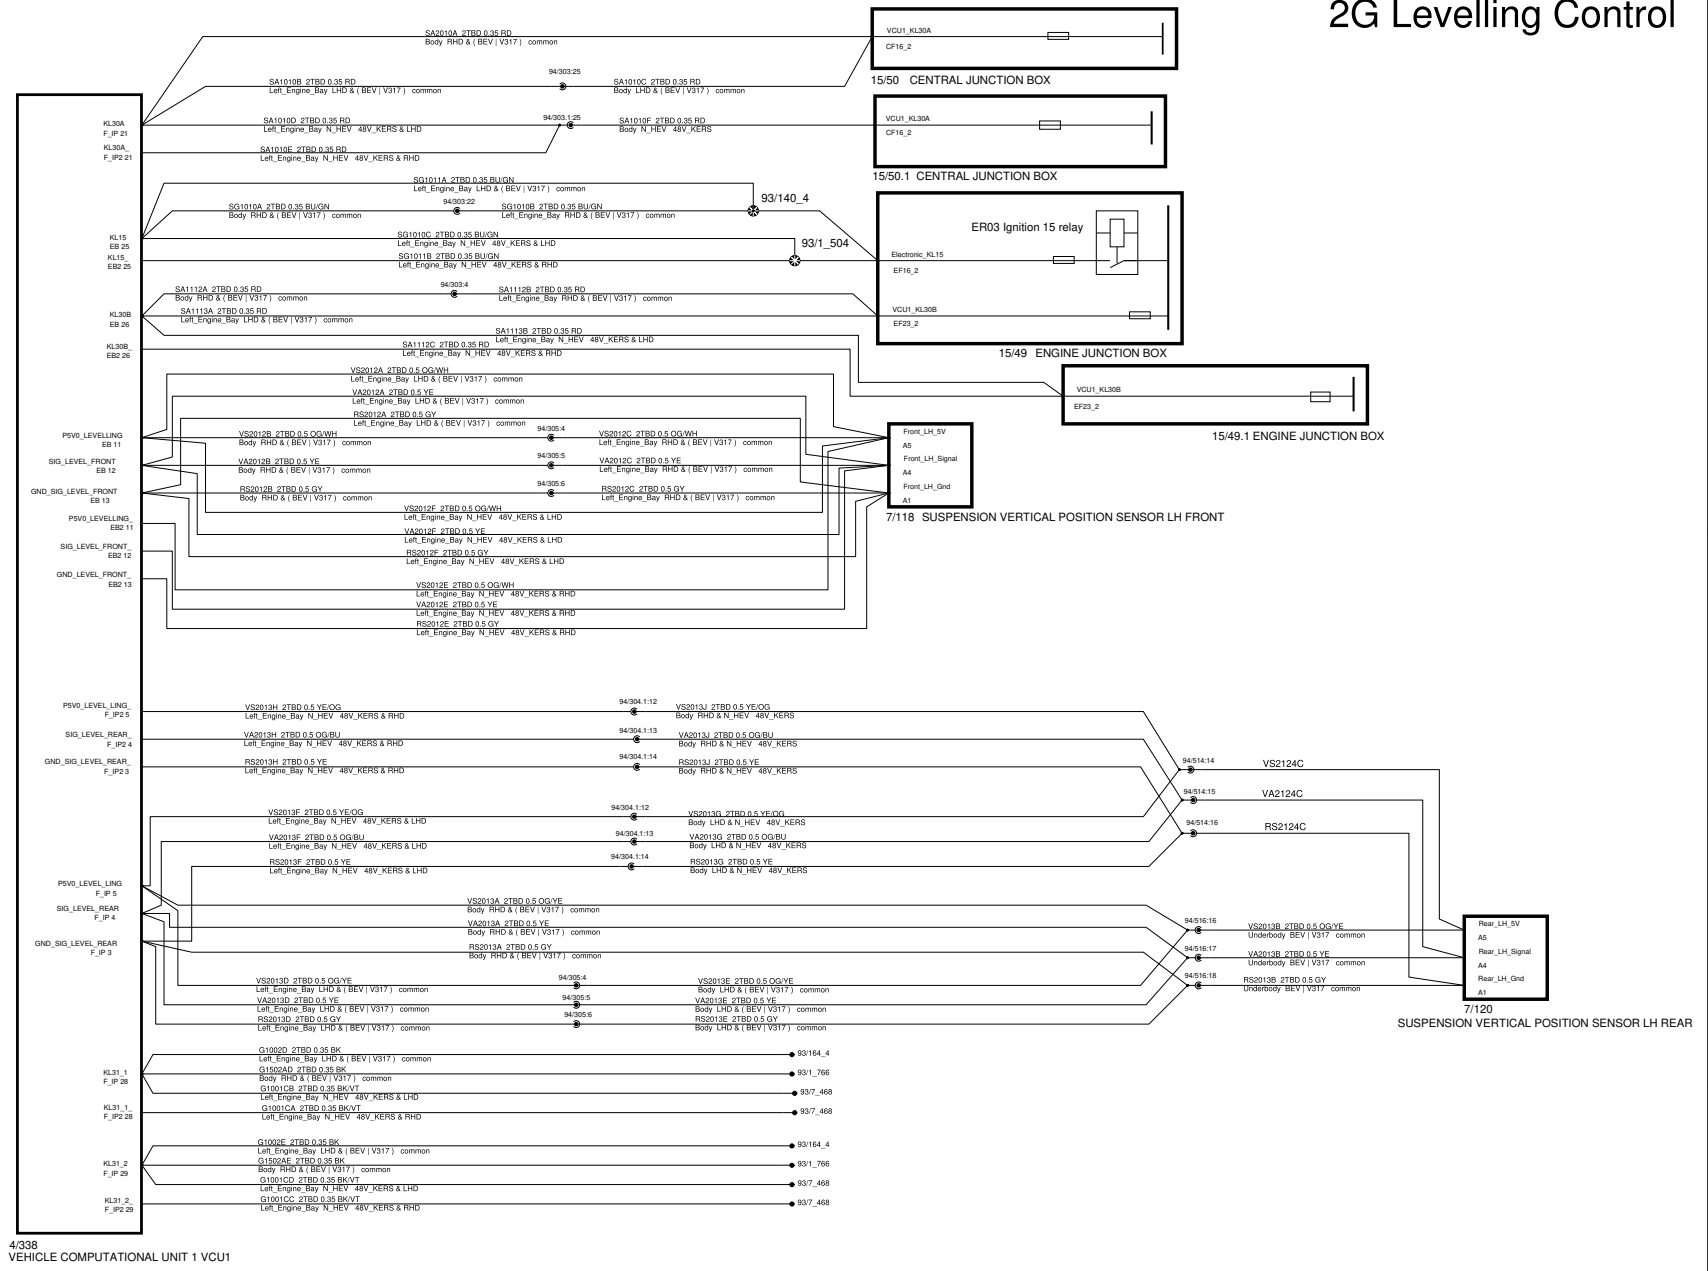 2G Levelling Control
SA2010A 2TBD 0.35 RD
Body RHD & ( BEV | V317 ) common
VCU1_KL30A
CF16_2
15/50 CENTRAL JUNCTION BOX
94/303:25
SA1010B 2TBD 0.35 RD
Left_Engine_Bay LHD & ( BEV | V317 ) common
SA1010C 2TBD 0.35 RD
Body LHD & ( BEV | V317 ) common
KL30A
F_IP 21
SA1010D 2TBD 0.35 RD
Left_Engine_Bay N_HEV 48V_KERS & LHD
94/303.1:25
SA1010F 2TBD 0.35 RD
Body N_HEV 48V_KERS
VCU1_KL30A
CF16_2
15/50.1 CENTRAL JUNCTION BOX
KL30A_
F_IP2 21
SA1010E 2TBD 0.35 RD
Left_Engine_Bay N_HEV 48V_KERS & RHD
SG1011A 2TBD 0.35 BU/GN
Left_Engine_Bay LHD & ( BEV | V317 ) common
93/140_4
SG1010A 2TBD 0.35 BU/GN
Body RHD & ( BEV | V317 ) common
94/303:22
SG1010B 2TBD 0.35 BU/GN
Left_Engine_Bay RHD & ( BEV | V317 ) common
KL15
EB 25
SG1010C 2TBD 0.35 BU/GN
Left_Engine_Bay N_HEV 48V_KERS & LHD
93/1_504
KL15_
EB2 25
SG1011B 2TBD 0.35 BU/GN
Left_Engine_Bay N_HEV 48V_KERS & RHD
ER03 Ignition 15 relay
Electronic_KL15
EF16_2
SA1112A 2TBD 0.35 RD
Body RHD & ( BEV | V317 ) common
94/303:4
SA1112B 2TBD 0.35 RD
Left_Engine_Bay RHD & ( BEV | V317 ) common
KL30B
EB 26
SA1113A 2TBD 0.35 RD
Left_Engine_Bay LHD & ( BEV | V317 ) common
VCU1_KL30B
EF23_2
15/49 ENGINE JUNCTION BOX
SA1113B 2TBD 0.35 RD
Left_Engine_Bay N_HEV 48V_KERS & LHD
KL30B_
EB2 26
SA1112C 2TBD 0.35 RD
Left_Engine_Bay N_HEV 48V_KERS & RHD
VCU1_KL30B
EF23_2
15/49.1 ENGINE JUNCTION BOX
VS2012A 2TBD 0.5 OG/WH
Left_Engine_Bay LHD & ( BEV | V317 ) common
VA2012A 2TBD 0.5 YE
Left_Engine_Bay LHD & ( BEV | V317 ) common
RS2012A 2TBD 0.5 GY
Left_Engine_Bay LHD & ( BEV | V317 ) common
P5V0_LEVELLING
EB 11
VS2012B 2TBD 0.5 OG/WH
Body RHD & ( BEV | V317 ) common
94/305:4
VS2012C 2TBD 0.5 OG/WH
Left_Engine_Bay RHD & ( BEV | V317 ) common
Front_LH_5V
A5
SIG_LEVEL_FRONT
EB 12
VA2012B 2TBD 0.5 YE
Body RHD & ( BEV | V317 ) common
94/305:5
VA2012C 2TBD 0.5 YE
Left_Engine_Bay RHD & ( BEV | V317 ) common
Front_LH_Signal
A4
GND_SIG_LEVEL_FRONT
EB 13
RS2012B 2TBD 0.5 GY
Body RHD & ( BEV | V317 ) common
94/305:6
RS2012C 2TBD 0.5 GY
Left_Engine_Bay RHD & ( BEV | V317 ) common
Front_LH_Gnd
A1
7/118 SUSPENSION VERTICAL POSITION SENSOR LH FRONT
P5V0_LEVELLING_
EB2 11
VS2012F 2TBD 0.5 OG/WH
Left_Engine_Bay N_HEV 48V_KERS & LHD
VA2012F 2TBD 0.5 YE
Left_Engine_Bay N_HEV 48V_KERS & LHD
SIG_LEVEL_FRONT_
EB2 12
RS2012F 2TBD 0.5 GY
Left_Engine_Bay N_HEV 48V_KERS & LHD
GND_LEVEL_FRONT_
EB2 13
VS2012E 2TBD 0.5 OG/WH
Left_Engine_Bay N_HEV 48V_KERS & RHD
VA2012E 2TBD 0.5 YE
Left_Engine_Bay N_HEV 48V_KERS & RHD
RS2012E 2TBD 0.5 GY
Left_Engine_Bay N_HEV 48V_KERS & RHD
P5V0_LEVEL_LING_
F_IP2 5
VS2013H 2TBD 0.5 YE/OG
Left_Engine_Bay N_HEV 48V_KERS & RHD
94/304.1:12
VS2013J 2TBD 0.5 YE/OG
Body RHD & N_HEV 48V_KERS
SIG_LEVEL_REAR_
F_IP2 4
VA2013H 2TBD 0.5 OG/BU
Left_Engine_Bay N_HEV 48V_KERS & RHD
94/304.1:13
VA2013J 2TBD 0.5 OG/BU
Body RHD & N_HEV 48V_KERS
GND_SIG_LEVEL_REAR_
F_IP2 3
RS2013H 2TBD 0.5 YE
Left_Engine_Bay N_HEV 48V_KERS & RHD
94/304.1:14
RS2013J 2TBD 0.5 YE
Body RHD & N_HEV 48V_KERS
94/514:14
VS2124C
94/514:15
VA2124C
94/514:16
RS2124C
VS2013F 2TBD 0.5 YE/OG
Left_Engine_Bay N_HEV 48V_KERS & LHD
94/304.1:12
VS2013G 2TBD 0.5 YE/OG
Body LHD & N_HEV 48V_KERS
VA2013F 2TBD 0.5 OG/BU
Left_Engine_Bay N_HEV 48V_KERS & LHD
94/304.1:13
VA2013G 2TBD 0.5 OG/BU
Body LHD & N_HEV 48V_KERS
RS2013F 2TBD 0.5 YE
Left_Engine_Bay N_HEV 48V_KERS & LHD
94/304.1:14
RS2013G 2TBD 0.5 YE
Body LHD & N_HEV 48V_KERS
P5V0_LEVEL_LING
F_IP 5
VS2013A 2TBD 0.5 OG/YE
Body RHD & ( BEV | V317 ) common
SIG_LEVEL_REAR
F_IP 4
VA2013A 2TBD 0.5 YE
Body RHD & ( BEV | V317 ) common
GND_SIG_LEVEL_REAR
F_IP 3
RS2013A 2TBD 0.5 GY
Body RHD & ( BEV | V317 ) common
94/516:16
VS2013B 2TBD 0.5 OG/YE
Underbody BEV | V317 common
Rear_LH_5V
A5
94/516:17
VA2013B 2TBD 0.5 YE
Underbody BEV | V317 common
Rear_LH_Signal
A4
94/516:18
RS2013B 2TBD 0.5 GY
Underbody BEV | V317 common
Rear_LH_Gnd
A1
7/120
SUSPENSION VERTICAL POSITION SENSOR LH REAR
VS2013D 2TBD 0.5 OG/YE
Left_Engine_Bay LHD & ( BEV | V317 ) common
94/305:4
VS2013E 2TBD 0.5 OG/YE
Body LHD & ( BEV | V317 ) common
VA2013D 2TBD 0.5 YE
Left_Engine_Bay LHD & ( BEV | V317 ) common
94/305:5
VA2013E 2TBD 0.5 YE
Body LHD & ( BEV | V317 ) common
RS2013D 2TBD 0.5 GY
Left_Engine_Bay LHD & ( BEV | V317 ) common
94/305:6
RS2013E 2TBD 0.5 GY
Body LHD & ( BEV | V317 ) common
G1002D 2TBD 0.35 BK
Left_Engine_Bay LHD & ( BEV | V317 ) common
93/164_4
KL31_1
F_IP 28
G1502AD 2TBD 0.35 BK
Body RHD & ( BEV | V317 ) common
93/1_766
G1001CB 2TBD 0.35 BK/VT
Left_Engine_Bay N_HEV 48V_KERS & LHD
93/7_468
KL31_1_
F_IP2 28
G1001CA 2TBD 0.35 BK/VT
Left_Engine_Bay N_HEV 48V_KERS & RHD
93/7_468
G1002E 2TBD 0.35 BK
Left_Engine_Bay LHD & ( BEV | V317 ) common
93/164_4
KL31_2
F_IP 29
G1502AE 2TBD 0.35 BK
Body RHD & ( BEV | V317 ) common
93/1_766
G1001CD 2TBD 0.35 BK/VT
Left_Engine_Bay N_HEV 48V_KERS & LHD
93/7_468
KL31_2_
F_IP2 29
G1001CC 2TBD 0.35 BK/VT
Left_Engine_Bay N_HEV 48V_KERS & RHD
93/7_468
4/338
VEHICLE COMPUTATIONAL UNIT 1 VCU1